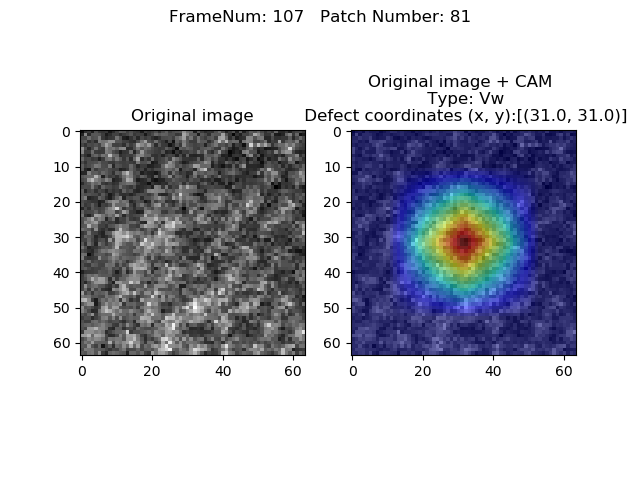 FrameNum: 107   Patch Number: 81
Original image
Original image + CAM
Type: Vw
Defect coordinates (x, y):[(31.0, 31.0)]
0
10
20
30
40
50
60
0 20 40 60
0
10
20
30
40
50
60
0 20 40 60